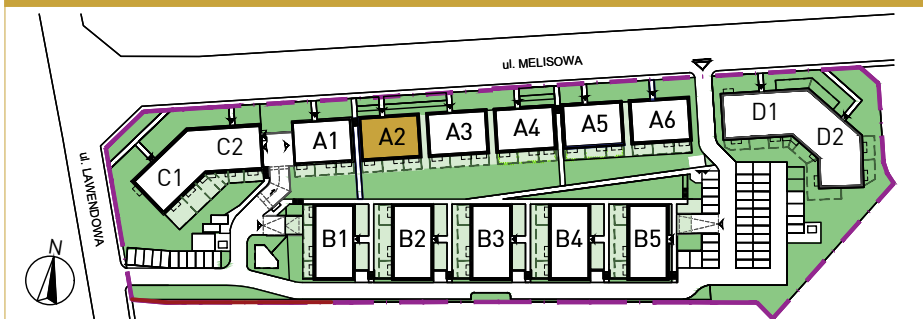 ul. MELISOWA
ul. LAWENDOWA
C1
C2
A1
A2
A3
A4
A5
A6
D1
D2
B1
B2
B3
B4
B5
N